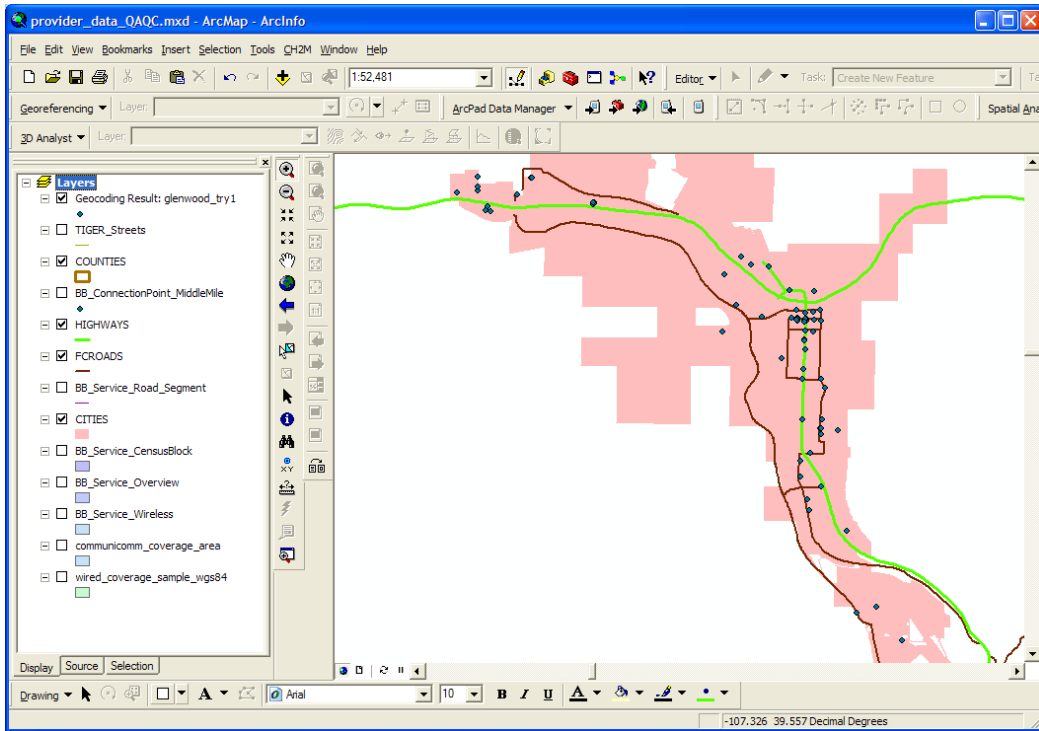 provider_data_QAQC.mxd - ArcMap - ArcInfo
File Edit View Bookmarks Insert Selection Tools CH2M Window Help
1:52,481 Editor Task: Create New Feature Ta
Georeferencing Layer: ArcPad Data Manager Spatial Ana
3D Analyst Layer:
Layers
Geocoding Result: glenwood_try1
TIGER_Streets
COUNTIES
BB_ConnectionPoint_MiddleMile
HIGHWAYS
FCROADS
BB_Service_Road_Segment
CITIES
BB_Service_CensusBlock
BB_Service_Overview
BB_Service_Wireless
communicomm_coverage_area
wired_coverage_sample_wgs84
Display Source Selection
Drawing A Arial 10 B I U A
-107.326 39.557 Decimal Degrees